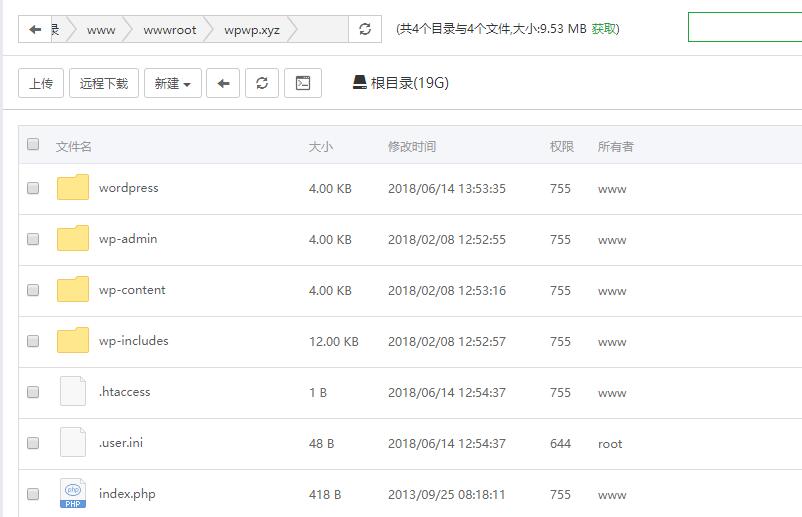 录 www wwwroot wpwp.xyz (共4个目录与4个文件,大小:9.53 MB 获取)
上传 远程下载 新建 根目录(19G)
文件名 大小 修改时间 权限 所有者
wordpress 4.00 KB 2018/06/14 13:53:35 755 www
wp-admin 4.00 KB 2018/02/08 12:52:55 755 www
wp-content 4.00 KB 2018/02/08 12:53:16 755 www
wp-includes 12.00 KB 2018/02/08 12:52:57 755 www
.htaccess 1 B 2018/06/14 12:54:37 755 www
.user.ini 48 B 2018/06/14 12:54:37 644 root
php
index.php 418 B 2013/09/25 08:18:11 755 www
PHP